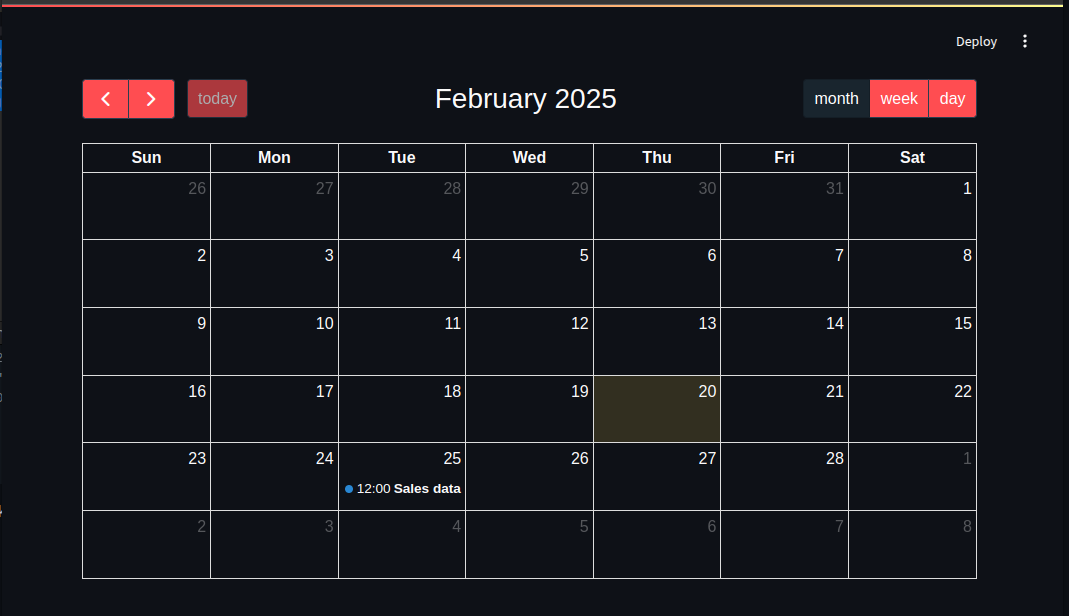 Deploy
today February 2025 month week day
Sun Mon Tue Wed Thu Fri Sat
26 27 28 29 30 31 1
2 3 4 5 6 7 8
9 10 11 12 13 14 15
16 17 18 19 20 21 22
23 24 25 26 27 28 1
12:00 Sales data
2 3 4 5 6 7 8